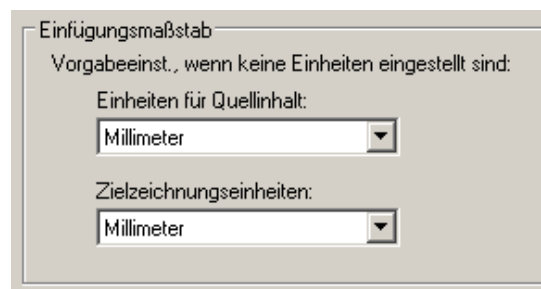 Einfügungsmaßstab
Vorgabeeinst., wenn keine Einheiten eingestellt sind:
Einheiten für Quellinhalt:
Millimeter
Zielzeichnungseinheiten:
Millimeter